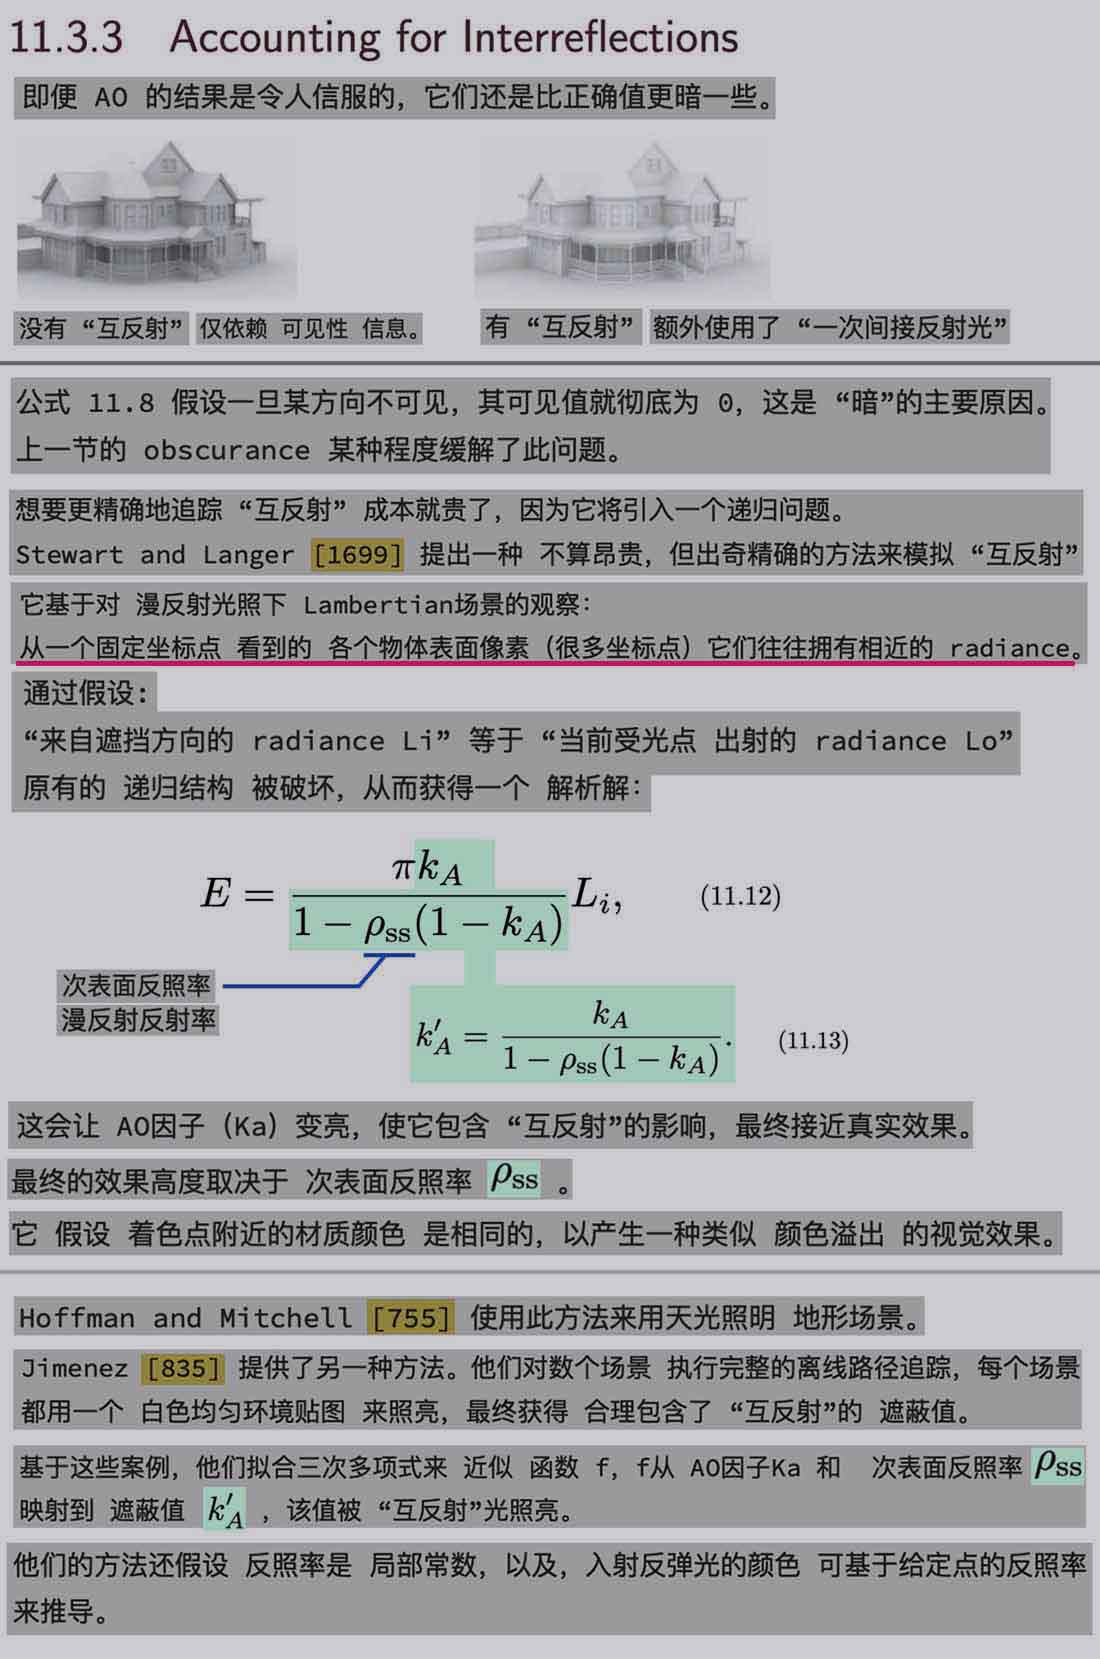 11.3.3 Accounting for Interreflections
即便 AO 的结果是令人信服的，它们还是比正确值更暗一些。
没有 “互反射” 仅依赖 可见性 信息。
有 “互反射” 额外使用了 “一次间接反射光”
公式 11.8 假设一旦某方向不可见，其可见值就彻底为 0，这是 “暗”的主要原因。
上一节的 obscurance 某种程度缓解了此问题。
想要更精确地追踪 “互反射” 成本就贵了，因为它将引入一个递归问题。
Stewart and Langer [1699] 提出一种 不算昂贵，但出奇精确的方法来模拟 “互反射”
它基于对 漫反射光照下 Lambertian场景的观察：
从一个固定坐标点 看到的 各个物体表面像素（很多坐标点）它们往往拥有相近的 radiance。
通过假设：
“来自遮挡方向的 radiance Li” 等于 “当前受光点 出射的 radiance Lo”
原有的 递归结构 被破坏，从而获得一个 解析解：
E = πk_A / (1 − ρ_ss(1 − k_A)) L_i, (11.12)
次表面反照率
漫反射反射率
k′_A = k_A / (1 − ρ_ss(1 − k_A)). (11.13)
这会让 AO因子（Ka）变亮，使它包含 “互反射”的影响，最终接近真实效果。
最终的效果高度取决于 次表面反照率 ρ_ss 。
它 假设 着色点附近的材质颜色 是相同的，以产生一种类似 颜色溢出 的视觉效果。
Hoffman and Mitchell [755] 使用此方法来用天光照明 地形场景。
Jimenez [835] 提供了另一种方法。他们对数个场景 执行完整的离线路径追踪，每个场景
都用一个 白色均匀环境贴图 来照亮，最终获得 合理包含了 “互反射”的 遮蔽值。
基于这些案例，他们拟合三次多项式来 近似 函数 f，f从 AO因子Ka 和 次表面反照率 ρ_ss
映射到 遮蔽值 k′_A ，该值被 “互反射”光照亮。
他们的方法还假设 反照率是 局部常数，以及，入射反弹光的颜色 可基于给定点的反照率
来推导。